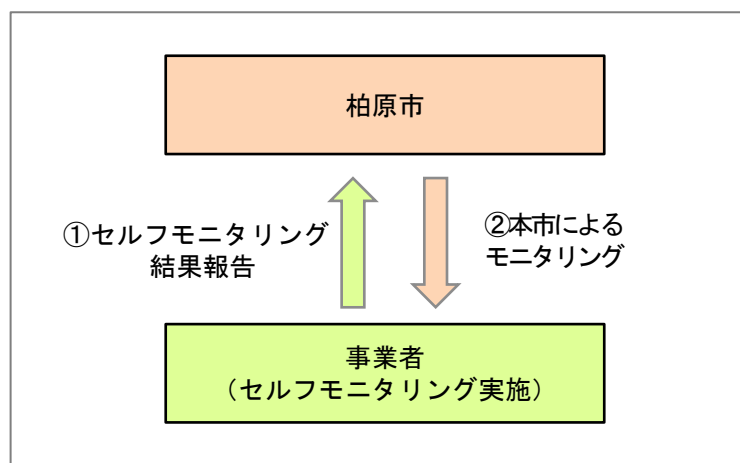 柏原市
①セルフモニタリング
結果報告
②本市による
モニタリング
事業者
（セルフモニタリング実施）